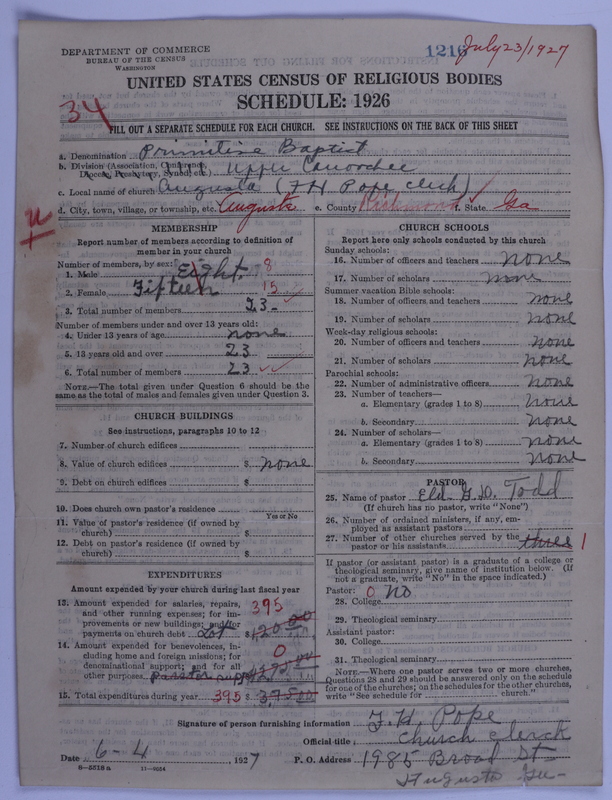 DEPARTMENT OF COMMERCE
BUREAU OF THE CENSUS
WASHINGTON
1216 July 23/1927
UNITED STATES CENSUS OF RELIGIOUS BODIES
SCHEDULE: 1926
34
FILL OUT A SEPARATE SCHEDULE FOR EACH CHURCH. SEE INSTRUCTIONS ON THE BACK OF THIS SHEET
a. Denomination Primitive Baptist
b. Division (Association, Conference, Diocese, Presbytery, Synod, etc.) Upper Canoochee
c. Local name of church Augusta (F H Pope clerk)
d. City, town, village, or township, etc. Augusta e. County Richmond f. State Ga
MEMBERSHIP
Report number of members according to definition of
member in your church
Number of members, by sex:
1. Male Eight 8
2. Female Fifteen 15
3. Total number of members 23
Number of members under and over 13 years old:
4. Under 13 years of age none
5. 13 years old and over 23
6. Total number of members 23
NOTE.—The total given under Question 6 should be the
same as the total of males and females given under Question 3.
CHURCH BUILDINGS
See instructions, paragraphs 10 to 12
7. Number of church edifices
8. Value of church edifices $ none
9. Debt on church edifices $
10. Does church own pastor's residence
Yes or No
11. Value of pastor's residence (if owned by
church) $
12. Debt on pastor's residence (if owned by
church) $
EXPENDITURES
Amount expended by your church during last fiscal year
13. Amount expended for salaries, repairs, 395
and other running expenses; for im-
provements or new buildings; and for
payments on church debt Lot $ 120.00
14. Amount expended for benevolences, in- 0
cluding home and foreign missions; for
denominational support; and for all
other purposes
15. Total expenditures during year 395 $ 395.00
CHURCH SCHOOLS
Report here only schools conducted by this church
Sunday schools:
16. Number of officers and teachers none
17. Number of scholars none
Summer vacation Bible schools:
18. Number of officers and teachers none
19. Number of scholars none
Week-day religious schools:
20. Number of officers and teachers none
21. Number of scholars none
Parochial schools:
22. Number of administrative officers none
23. Number of teachers—
a. Elementary (grades 1 to 8) none
b. Secondary none
24. Number of scholars—
a. Elementary (grades 1 to 8) none
b. Secondary none
PASTOR
25. Name of pastor Eld. G. D. Todd
(If church has no pastor, write "None")
26. Number of ordained ministers, if any, em-
ployed as assistant pastors
27. Number of other churches served by the
pastor or his assistants three 1
If pastor (or assistant pastor) is a graduate of a college or
theological seminary, give name of institution below. (If
not a graduate, write "No" in the space indicated.)
Pastor: 0 No
28. College
29. Theological seminary
Assistant pastor:
30. College
31. Theological seminary
NOTE.—Where one pastor serves two or more churches,
Questions 28 and 29 should be answered only on the schedule
for one of the churches; on the schedules for the other churches,
write "See schedule for church."
Signature of person furnishing information F. H. Pope
Official title Church clerk
Date 6-4, 1927 P. O. Address 1985 Broad St
8-5518a 11-9554 Augusta Ga-